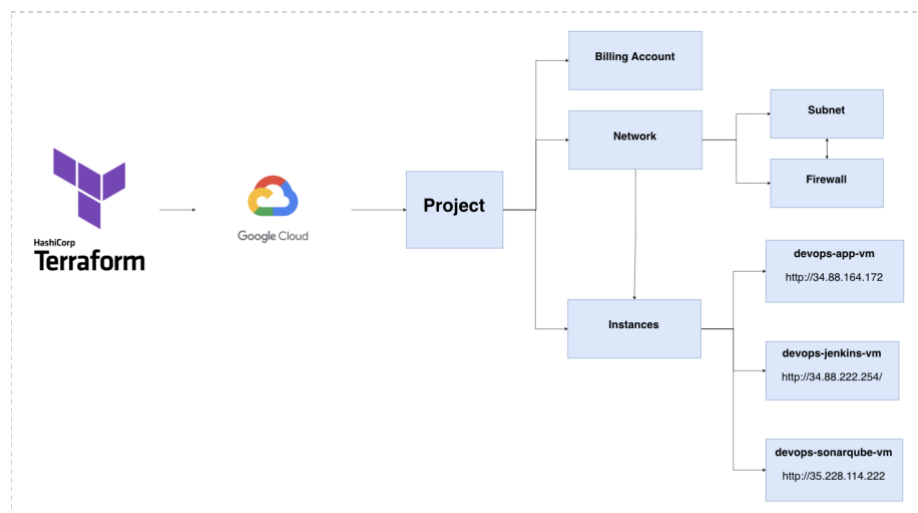 Billing Account
Network
Subnet
Firewall
HashiCorp
Terraform
Google Cloud
Project
Instances
devops-app-vm
http://34.88.164.172
devops-jenkins-vm
http://34.88.222.254/
devops-sonarqube-vm
http://35.228.114.222